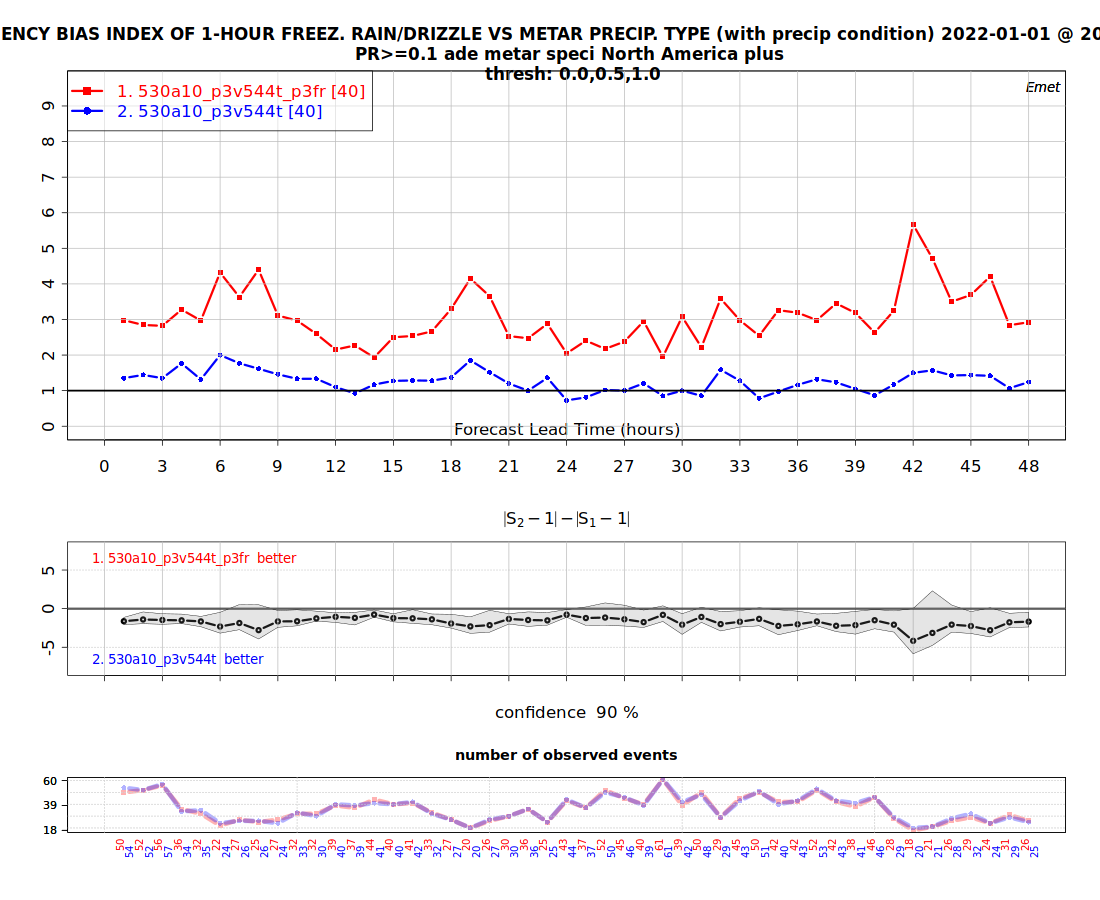 ENCY BIAS INDEX OF 1-HOUR FREEZ. RAIN/DRIZZLE VS METAR PRECIP. TYPE (with precip condition) 2022-01-01 @ 20
PR>=0.1 ade metar speci North America plus
thresh: 0.0,0.5,1.0
Emet
1. 530a10_p3v544t_p3fr [40]
2. 530a10_p3v544t [40]
9
8
7
6
5
4
3
2
1
0
Forecast Lead Time (hours)
0 3 6 9 12 15 18 21 24 27 30 33 36 39 42 45 48
|S2 − 1| − |S1 − 1|
1. 530a10_p3v544t_p3fr better
5
0
-5
2. 530a10_p3v544t better
confidence 90 %
number of observed events
60
39
18